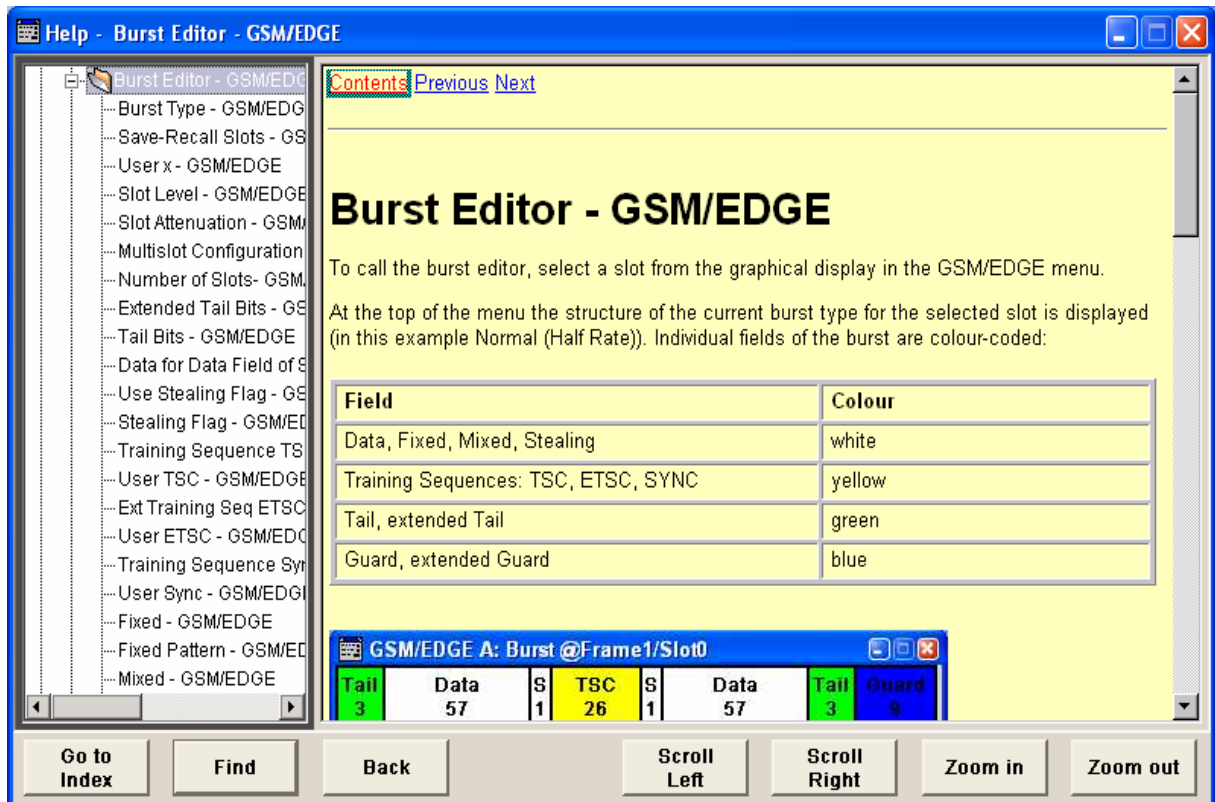 Help - Burst Editor - GSM/EDGE
Burst Editor - GSM/EDG
Burst Type - GSM/EDG
Save-Recall Slots - GS
User x - GSM/EDGE
Slot Level - GSM/EDGE
Slot Attenuation - GSM/
Multislot Configuration
Number of Slots- GSM/
Extended Tail Bits - GS
Tail Bits - GSM/EDGE
Data for Data Field of S
Use Stealing Flag - GS
Stealing Flag - GSM/ED
Training Sequence TS
User TSC - GSM/EDGE
Ext Training Seq ETSC
User ETSC - GSM/EDG
Training Sequence Syn
User Sync - GSM/EDGI
Fixed - GSM/EDGE
Fixed Pattern - GSM/ED
Mixed - GSM/EDGE
Contents Previous Next
Burst Editor - GSM/EDGE
To call the burst editor, select a slot from the graphical display in the GSM/EDGE menu.
At the top of the menu the structure of the current burst type for the selected slot is displayed
(in this example Normal (Half Rate)). Individual fields of the burst are colour-coded:
Field Colour
Data, Fixed, Mixed, Stealing white
Training Sequences: TSC, ETSC, SYNC yellow
Tail, extended Tail green
Guard, extended Guard blue
GSM/EDGE A: Burst @Frame1/Slot0
Tail Data S TSC S Data Tail Guard
3 57 1 26 1 57 3 9
Go to Index
Find
Back
Scroll Left
Scroll Right
Zoom in
Zoom out